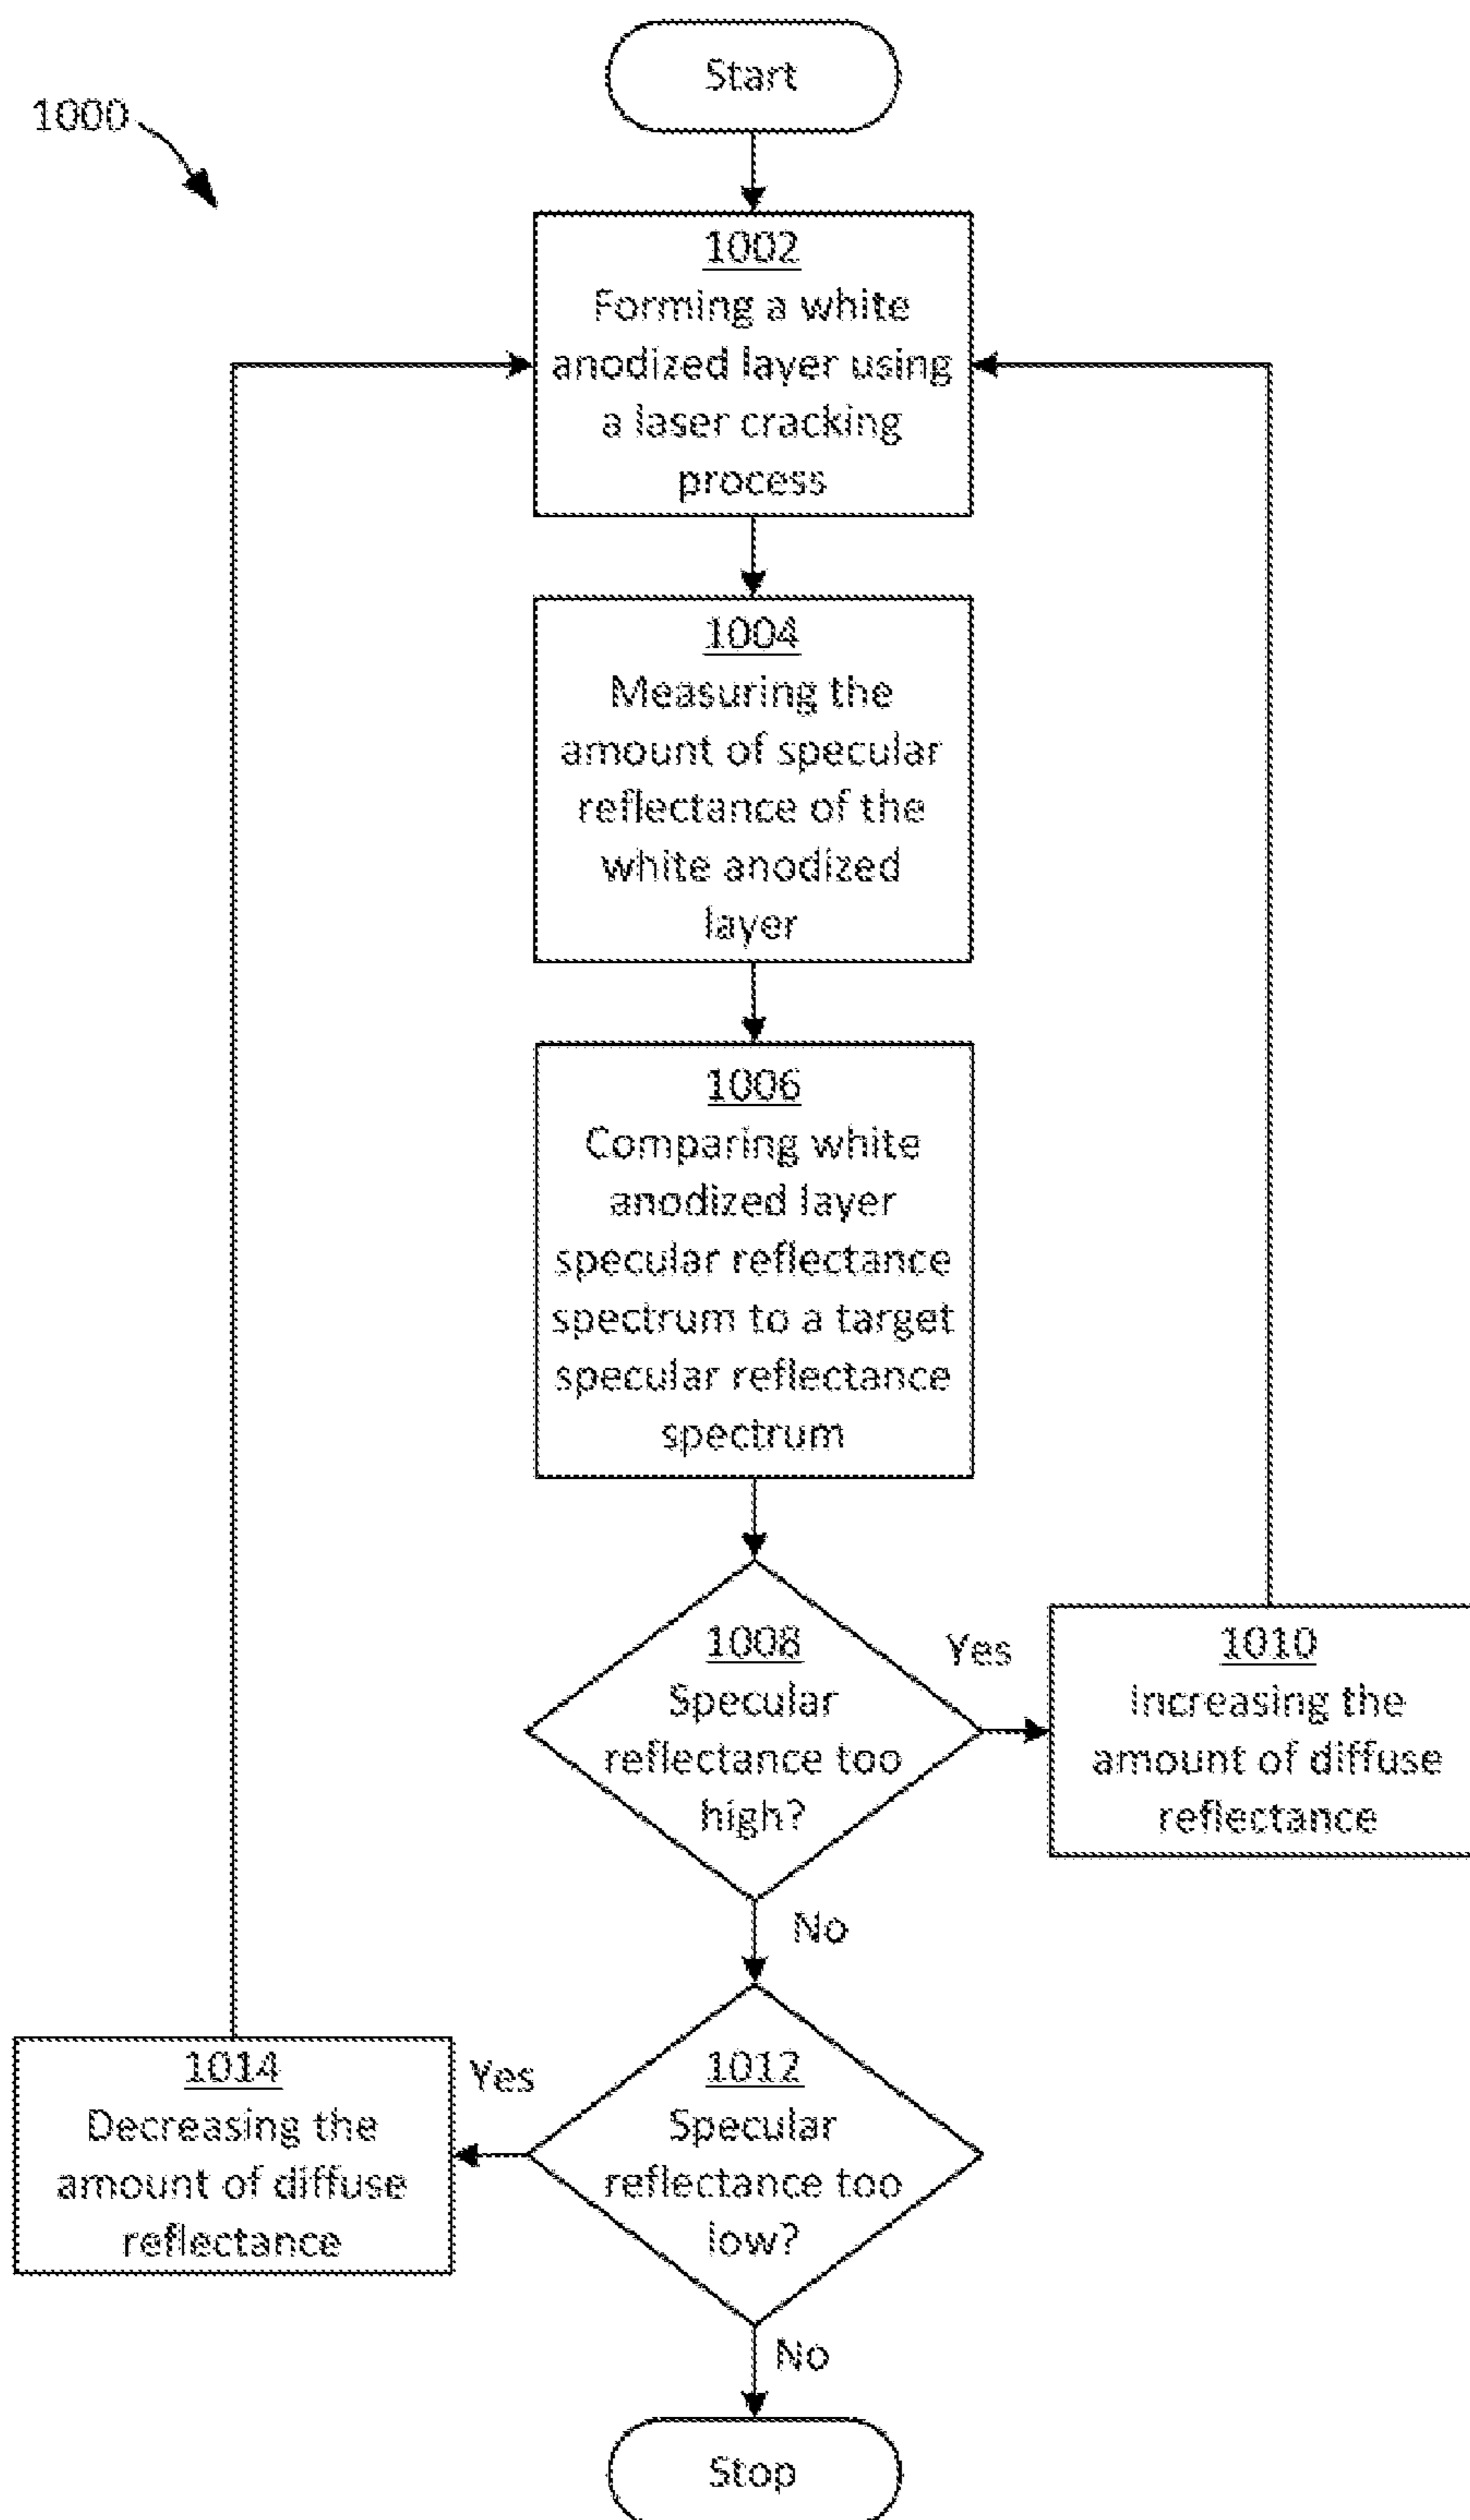 Start
1000
1002
Forming a white
anodized layer using
a laser cracking
process
1004
Measuring the
amount of specular
reflectance of the
white anodized
layer
1006
Comparing white
anodized layer
specular reflectance
spectrum to a target
specular reflectance
spectrum
1008
Specular
reflectance too
high?
Yes
1010
Increasing the
amount of diffuse
reflectance
No
1012
Specular
reflectance too
low?
Yes
1014
Decreasing the
amount of diffuse
reflectance
No
Stop